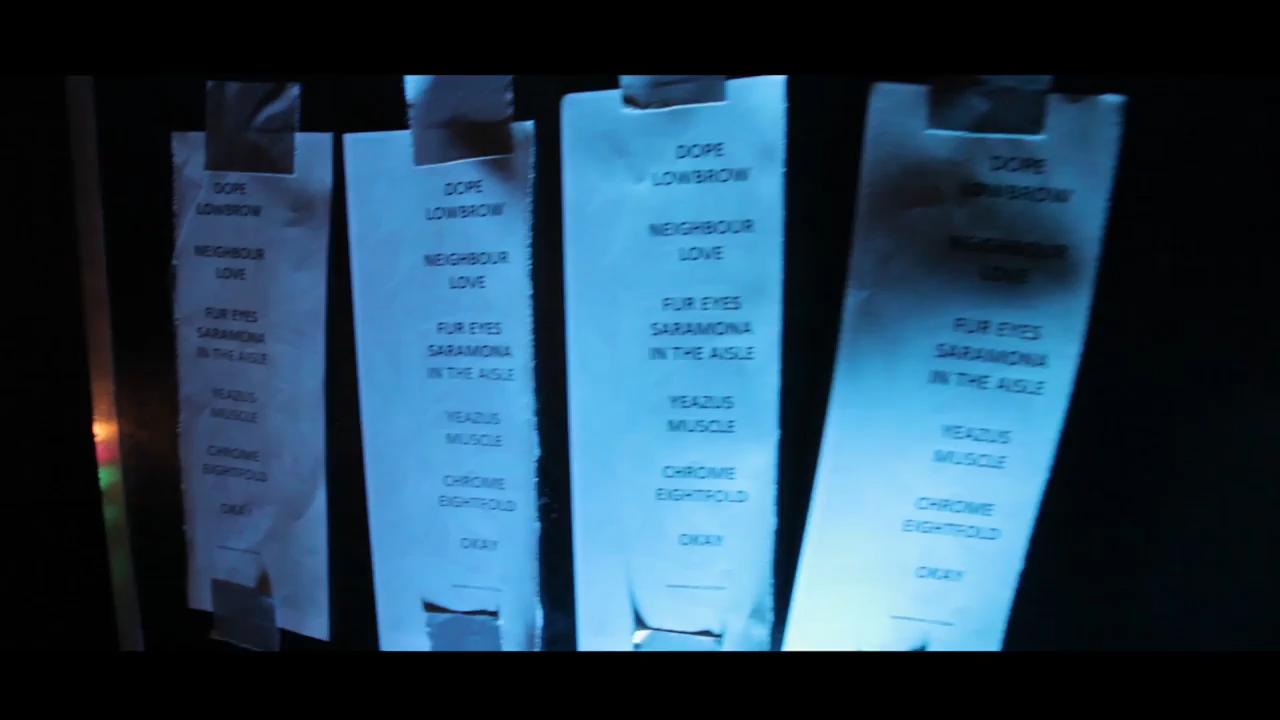 DOPE
LOWBROW
NEIGHBOUR
LOVE
FUR EYES
SARAMONA
IN THE AISLE
YEAZUS
MUSCLE
CHROME
EIGHTFOLD
OKAY
DOPE
LOWBROW
NEIGHBOUR
LOVE
FUR EYES
SARAMONA
IN THE AISLE
YEAZUS
MUSCLE
CHROME
EIGHTFOLD
OKAY
DOPE
LOWBROW
NEIGHBOUR
LOVE
FUR EYES
SARAMONA
IN THE AISLE
YEAZUS
MUSCLE
CHROME
EIGHTFOLD
OKAY
DOPE
LOWBROW
NEIGHBOUR
LOVE
FUR EYES
SARAMONA
IN THE AISLE
YEAZUS
MUSCLE
CHROME
EIGHTFOLD
OKAY